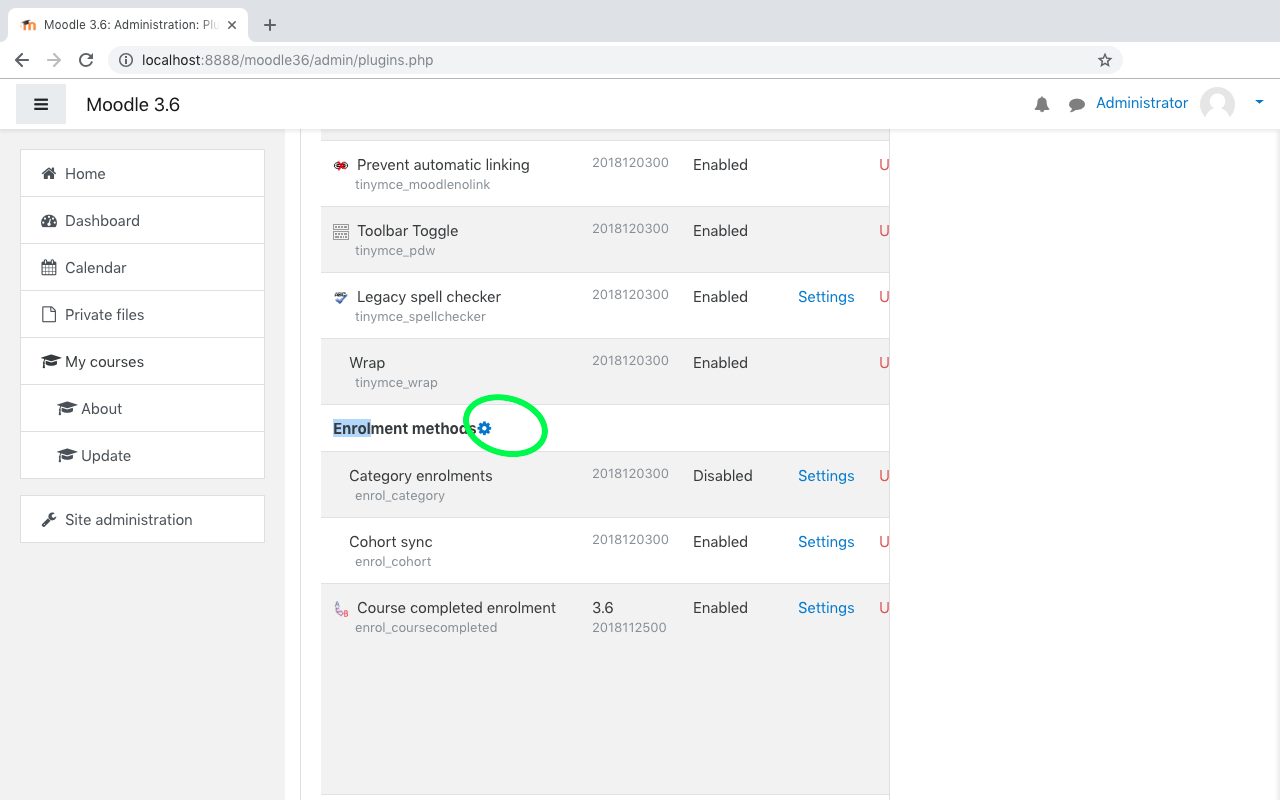 Moodle 3.6: Administration: Plu
localhost:8888/moodle36/admin/plugins.php
Moodle 3.6
Administrator
Home
Dashboard
Calendar
Private files
My courses
About
Update
Site administration
Prevent automatic linking 2018120300 Enabled U
tinymce_moodlenolink
Toolbar Toggle 2018120300 Enabled U
tinymce_pdw
Legacy spell checker 2018120300 Enabled Settings U
tinymce_spellchecker
Wrap 2018120300 Enabled U
tinymce_wrap
Enrolment methods
Category enrolments 2018120300 Disabled Settings U
enrol_category
Cohort sync 2018120300 Enabled Settings U
enrol_cohort
Course completed enrolment 3.6 Enabled Settings U
enrol_coursecompleted 2018112500